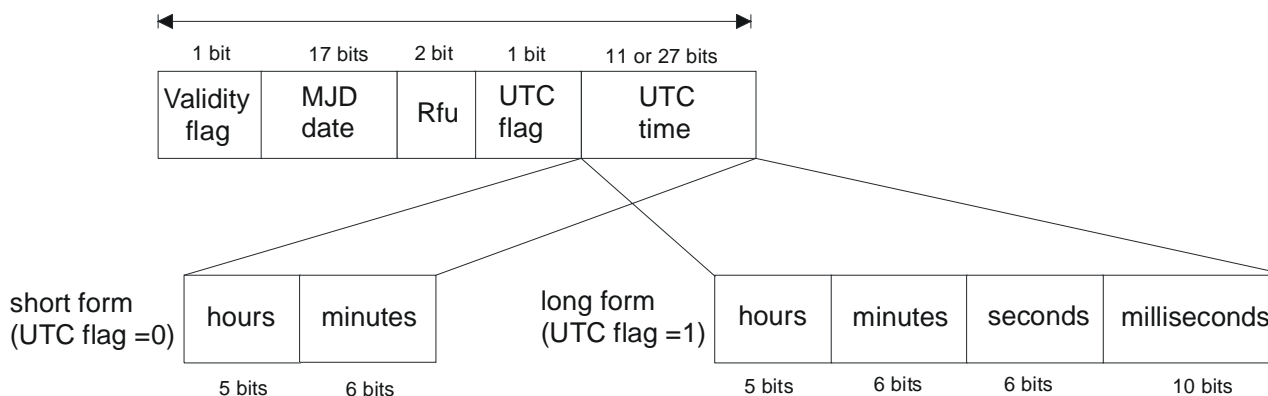 1 bit 17 bits 2 bit 1 bit 11 or 27 bits
Validity flag
MJD date
Rfu
UTC flag
UTC time
short form
(UTC flag =0)
hours minutes
5 bits 6 bits
long form
(UTC flag =1)
hours minutes seconds milliseconds
5 bits 6 bits 6 bits 10 bits